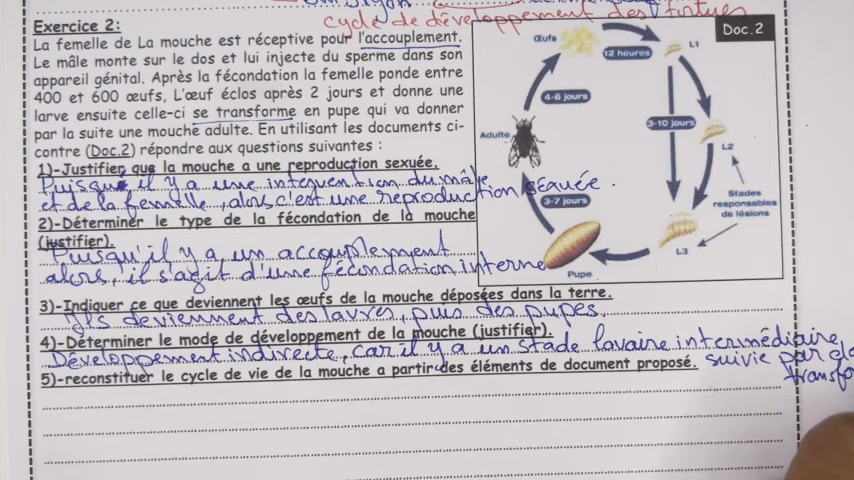 cycle de développement des tortues
Exercice 2:
La femelle de La mouche est réceptive pour l'accouplement.
Le mâle monte sur le dos et lui injecte du sperme dans son
appareil génital. Après la fécondation la femelle ponde entre
400 et 600 œufs, L'œuf éclos après 2 jours et donne une
larve ensuite celle-ci se transforme en pupe qui va donner
par la suite une mouche adulte. En utilisant les documents ci-
contre (Doc.2) répondre aux questions suivantes :
1)-Justifier que la mouche a une reproduction sexuée.
Puisqu'il y a une intervention du mâle
et de la femelle, alors c'est une reproduction sexuée.
2)-Déterminer le type de la fécondation de la mouche
(justifier).
Puisqu'il y a un accouplement
alors, il s'agit d'une fécondation interne
3)-Indiquer ce que deviennent les œufs de la mouche déposées dans la terre.
Ils deviennent des lavres, puis des pupes.
4)-Déterminer le mode de développement de la mouche (justifier).
Développement indirecte, car il y a un stade lavaire intermédiaire
suivie par
5)-reconstituer le cycle de vie de la mouche a partir des éléments de document proposé.
Doc.2
Œufs
12 heures
L1
3-10 jours
L2
Stades
responsables
de lésions
L3
Pupe
3-7 jours
Adulte
4-6 jours